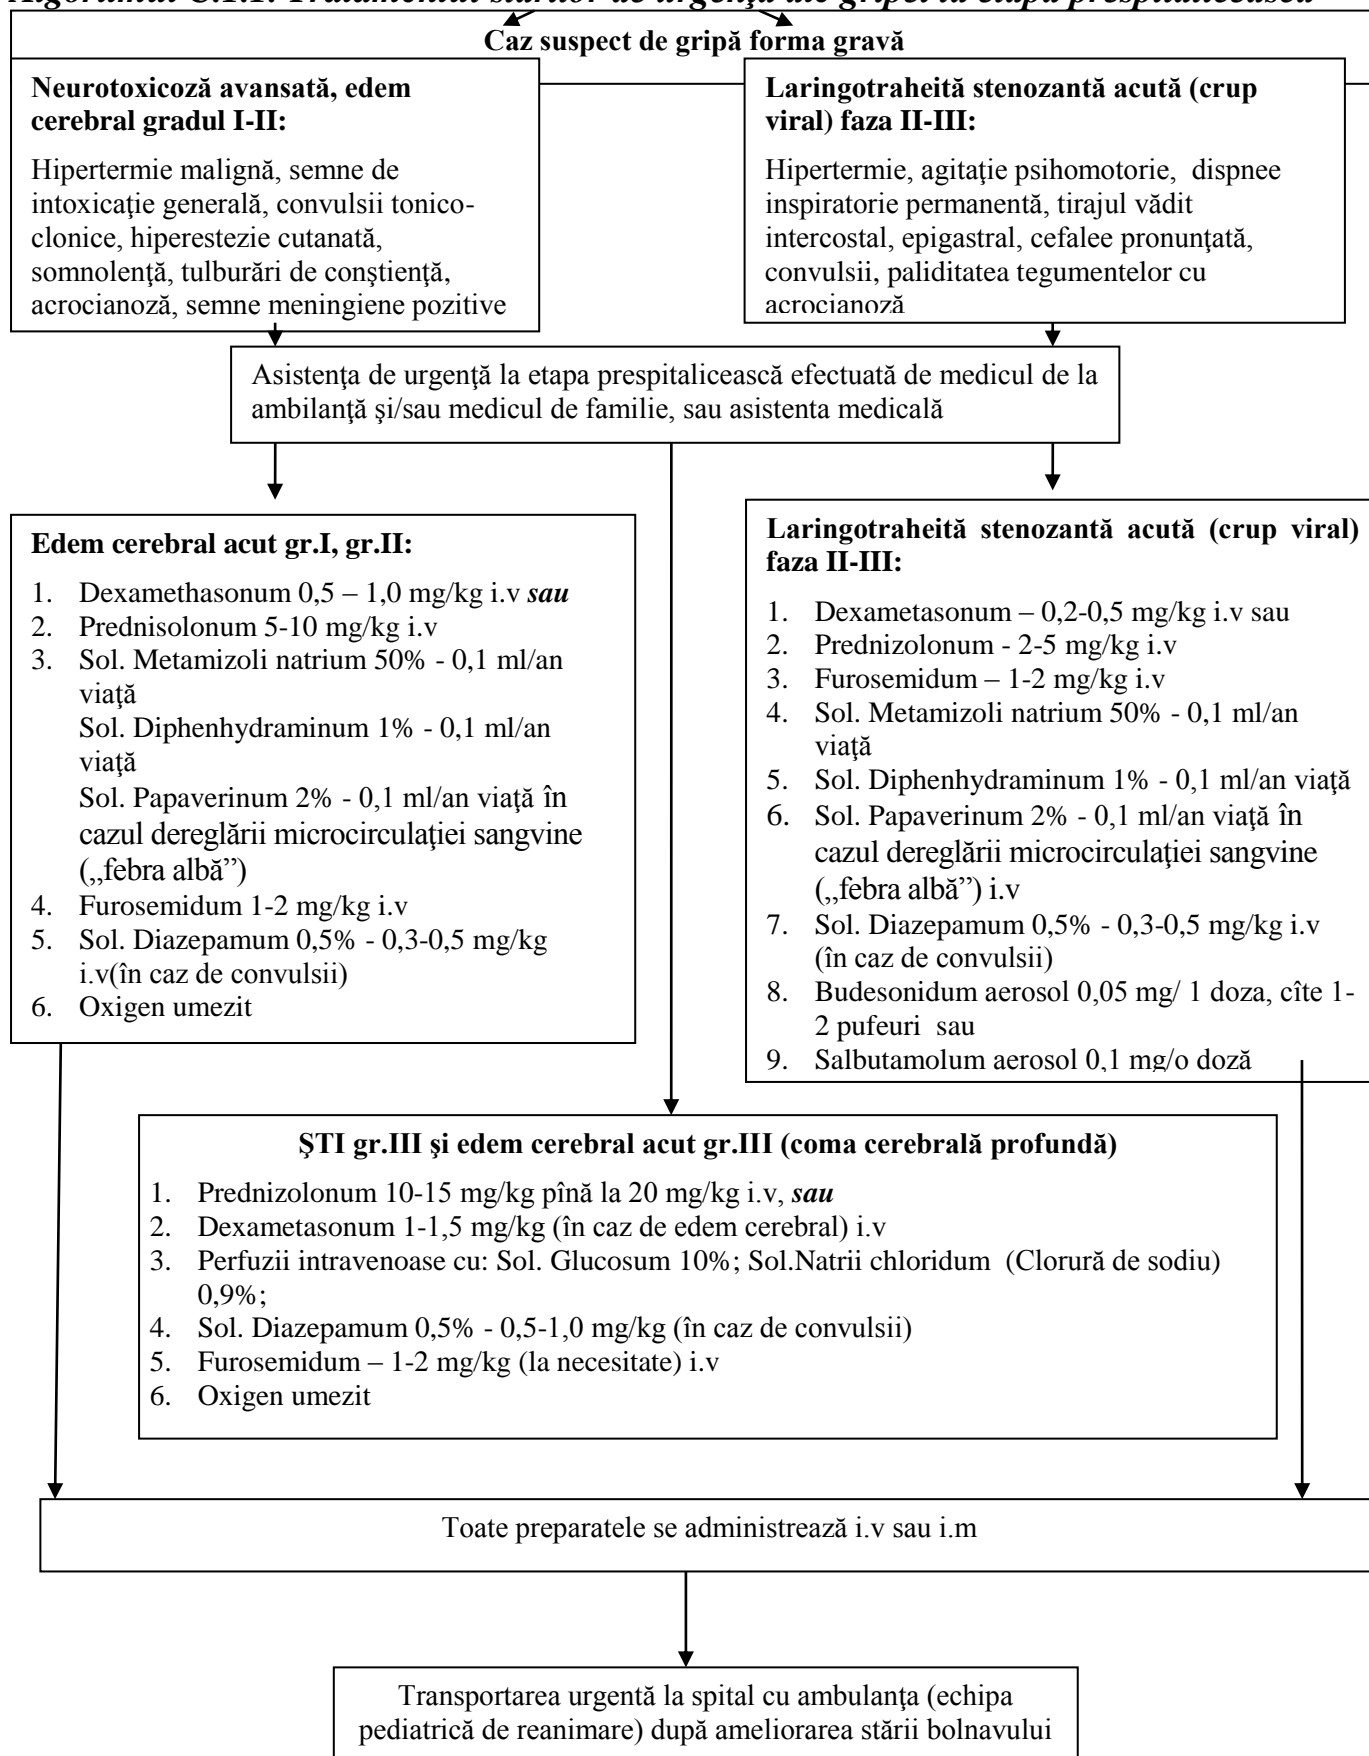 Algoritmul C.1.1. Tratamentul stărilor de urgenţă ale gripei la etapa prespitalicească
Caz suspect de gripă forma gravă
Neurotoxicoză avansată, edem
cerebral gradul I-II:
Hipertermie malignă, semne de
intoxicaţie generală, convulsii tonico-
clonice, hiperestezie cutanată,
somnolenţă, tulburări de conştienţă,
acrocianoză, semne meningiene pozitive
Laringotraheită stenozantă acută (crup
viral) faza II-III:
Hipertermie, agitaţie psihomotorie, dispnee
inspiratorie permanentă, tirajul vădit
intercostal, epigastral, cefalee pronunţată,
convulsii, paliditatea tegumentelor cu
acrocianoză
Asistenţa de urgenţă la etapa prespitalicească efectuată de medicul de la
ambilanţă şi/sau medicul de familie, sau asistenta medicală
Edem cerebral acut gr.I, gr.II:
1. Dexamethasonum 0,5 – 1,0 mg/kg i.v sau
2. Prednisolonum 5-10 mg/kg i.v
3. Sol. Metamizoli natrium 50% - 0,1 ml/an
viaţă
Sol. Diphenhydraminum 1% - 0,1 ml/an
viaţă
Sol. Papaverinum 2% - 0,1 ml/an viaţă în
cazul dereglării microcirculaţiei sangvine
(„febra albă”)
4. Furosemidum 1-2 mg/kg i.v
5. Sol. Diazepamum 0,5% - 0,3-0,5 mg/kg
i.v(în caz de convulsii)
6. Oxigen umezit
Laringotraheită stenozantă acută (crup viral)
faza II-III:
1. Dexametasonum – 0,2-0,5 mg/kg i.v sau
2. Prednizolonum - 2-5 mg/kg i.v
3. Furosemidum – 1-2 mg/kg i.v
4. Sol. Metamizoli natrium 50% - 0,1 ml/an
viaţă
5. Sol. Diphenhydraminum 1% - 0,1 ml/an viaţă
6. Sol. Papaverinum 2% - 0,1 ml/an viaţă în
cazul dereglării microcirculaţiei sangvine
(„febra albă”) i.v
7. Sol. Diazepamum 0,5% - 0,3-0,5 mg/kg i.v
(în caz de convulsii)
8. Budesonidum aerosol 0,05 mg/ 1 doza, cîte 1-
2 pufeuri sau
9. Salbutamolum aerosol 0,1 mg/o doză
ŞTI gr.III şi edem cerebral acut gr.III (coma cerebrală profundă)
1. Prednizolonum 10-15 mg/kg pînă la 20 mg/kg i.v, sau
2. Dexametasonum 1-1,5 mg/kg (în caz de edem cerebral) i.v
3. Perfuzii intravenoase cu: Sol. Glucosum 10%; Sol.Natrii chloridum (Clorură de sodiu)
0,9%;
4. Sol. Diazepamum 0,5% - 0,5-1,0 mg/kg (în caz de convulsii)
5. Furosemidum – 1-2 mg/kg (la necesitate) i.v
6. Oxigen umezit
Toate preparatele se administrează i.v sau i.m
Transportarea urgentă la spital cu ambulanţa (echipa
pediatrică de reanimare) după ameliorarea stării bolnavului